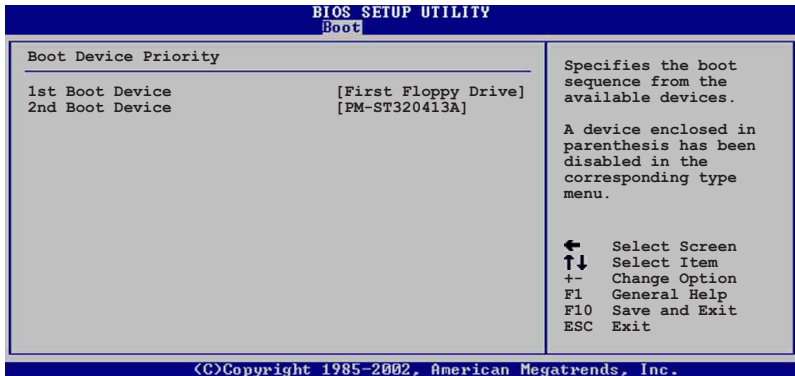 BIOS SETUP UTILITY
Boot
Boot Device Priority
1st Boot Device [First Floppy Drive]
2nd Boot Device [PM-ST320413A]
Specifies the boot
sequence from the
available devices.
A device enclosed in
parenthesis has been
disabled in the
corresponding type
menu.
← Select Screen
↑↓ Select Item
+- Change Option
F1 General Help
F10 Save and Exit
ESC Exit
(C)Copyright 1985-2002, American Megatrends, Inc.